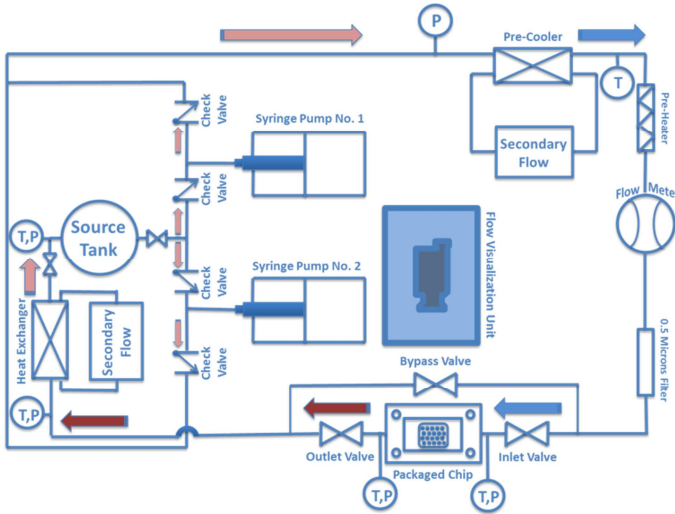 P
Pre-Cooler
T
Pre-Heater
Secondary
Flow
Check
Valve
Syringe Pump No. 1
Check
Valve
Flow Mete
T,P
Source
Tank
Flow Visualization
Unit
Check
Valve
Syringe Pump No. 2
Heat Exchanger
Secondary
Flow
Check
Valve
0.5 Microns Filter
Bypass Valve
T,P
Outlet Valve
Packaged Chip
Inlet Valve
T,P
T,P